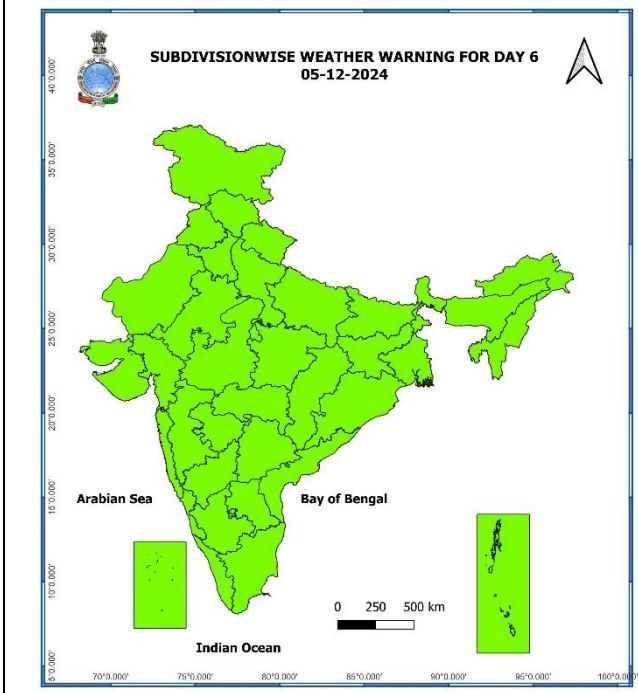 SUBDIVISIONWISE WEATHER WARNING FOR DAY 6
05-12-2024
40°0.000'
35°0.000'
30°0.000'
25°0.000'
20°0.000'
15°0.000'
10°0.000'
5°0.000'
Arabian Sea
Bay of Bengal
0 250 500 km
Indian Ocean
70°0.000' 75°0.000' 80°0.000' 85°0.000' 90°0.000' 95°0.000' 100°0.000'